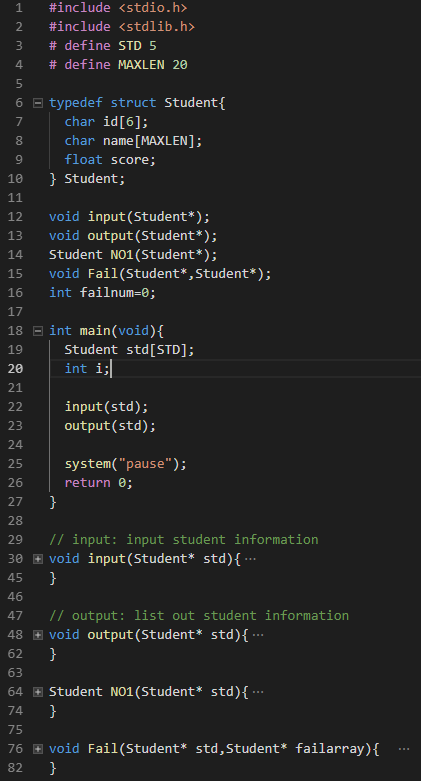 1 #include <stdio.h>
2 #include <stdlib.h>
3 # define STD 5
4 # define MAXLEN 20
5
6 typedef struct Student{
7 char id[6];
8 char name[MAXLEN];
9 float score;
10 } Student;
11
12 void input(Student*);
13 void output(Student*);
14 Student NO1(Student*);
15 void Fail(Student*,Student*);
16 int failnum=0;
17
18 int main(void){
19 Student std[STD];
20 int i;
21
22 input(std);
23 output(std);
24
25 system("pause");
26 return 0;
27 }
28
29 // input: input student information
30 void input(Student* std){ ⋯
45 }
46
47 // output: list out student information
48 void output(Student* std){ ⋯
62 }
63
64 Student NO1(Student* std){ ⋯
74 }
75
76 void Fail(Student* std,Student* failarray){ ⋯
82 }